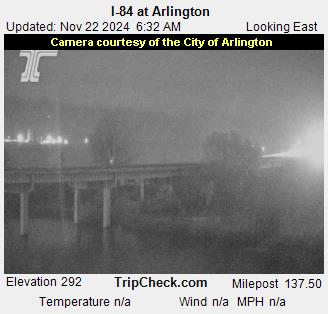 I-84 at Arlington
Updated: Nov 22 2024 6:32 AM Looking East
Camera courtesy of the City of Arlington
Elevation 292 TripCheck.com Milepost 137.50
Temperature n/a Wind n/a MPH n/a